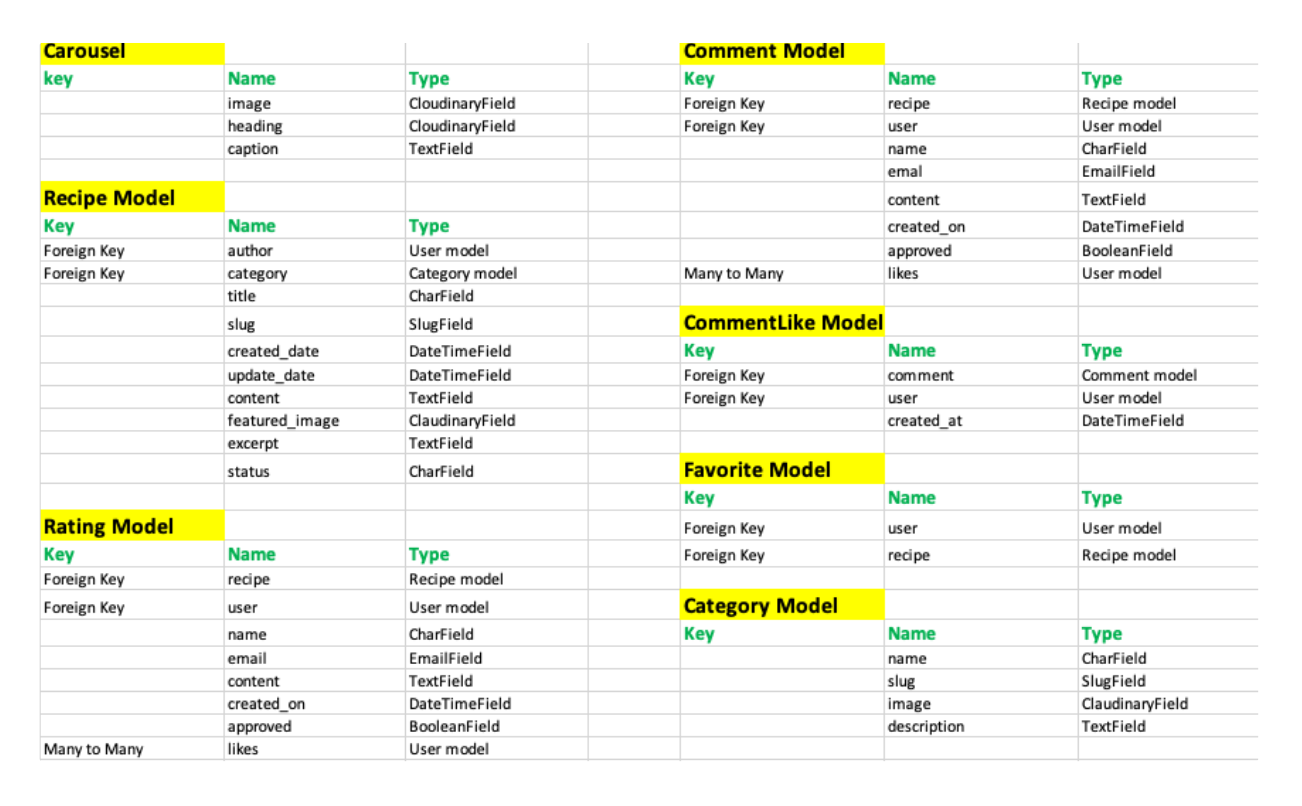 Carousel
key Name Type
image CloudinaryField
heading CloudinaryField
caption TextField
Recipe Model
Key Name Type
Foreign Key author User model
Foreign Key category Category model
title CharField
slug SlugField
created_date DateTimeField
update_date DateTimeField
content TextField
featured_image ClaudinaryField
excerpt TextField
status CharField
Rating Model
Key Name Type
Foreign Key recipe Recipe model
Foreign Key user User model
name CharField
email EmailField
content TextField
created_on DateTimeField
approved BooleanField
Many to Many likes User model
Comment Model
Key Name Type
Foreign Key recipe Recipe model
Foreign Key user User model
name CharField
emal EmailField
content TextField
created_on DateTimeField
approved BooleanField
Many to Many likes User model
CommentLike Model
Key Name Type
Foreign Key comment Comment model
Foreign Key user User model
created_at DateTimeField
Favorite Model
Key Name Type
Foreign Key user User model
Foreign Key recipe Recipe model
Category Model
Key Name Type
name CharField
slug SlugField
image ClaudinaryField
description TextField